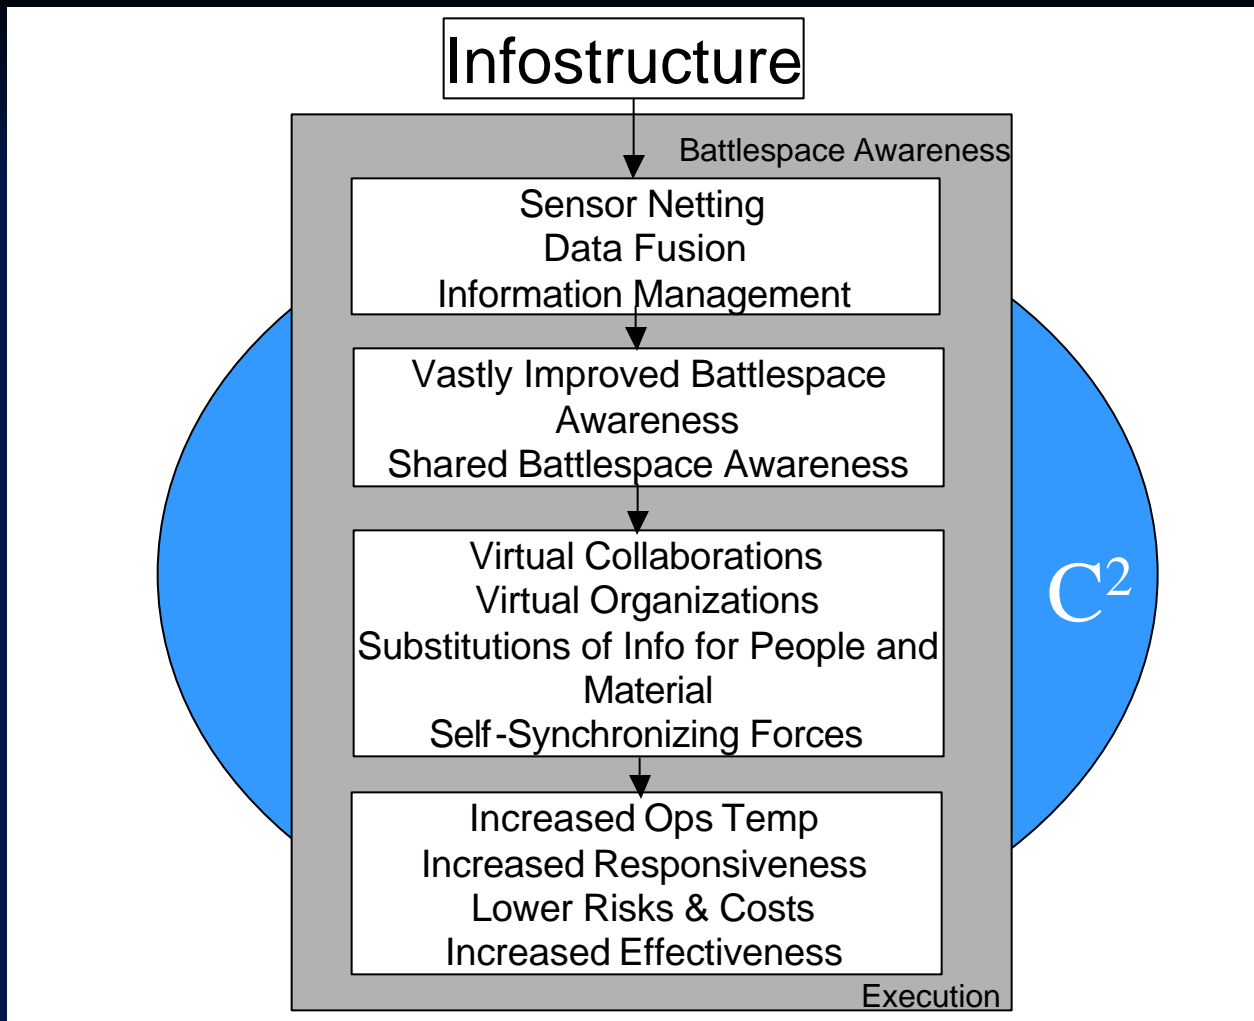 Infostructure
Battlespace Awareness
Sensor Netting
Data Fusion
Information Management
Vastly Improved Battlespace
Awareness
Shared Battlespace Awareness
Virtual Collaborations
Virtual Organizations
Substitutions of Info for People and
Material
Self-Synchronizing Forces
C²
Increased Ops Temp
Increased Responsiveness
Lower Risks & Costs
Increased Effectiveness
Execution